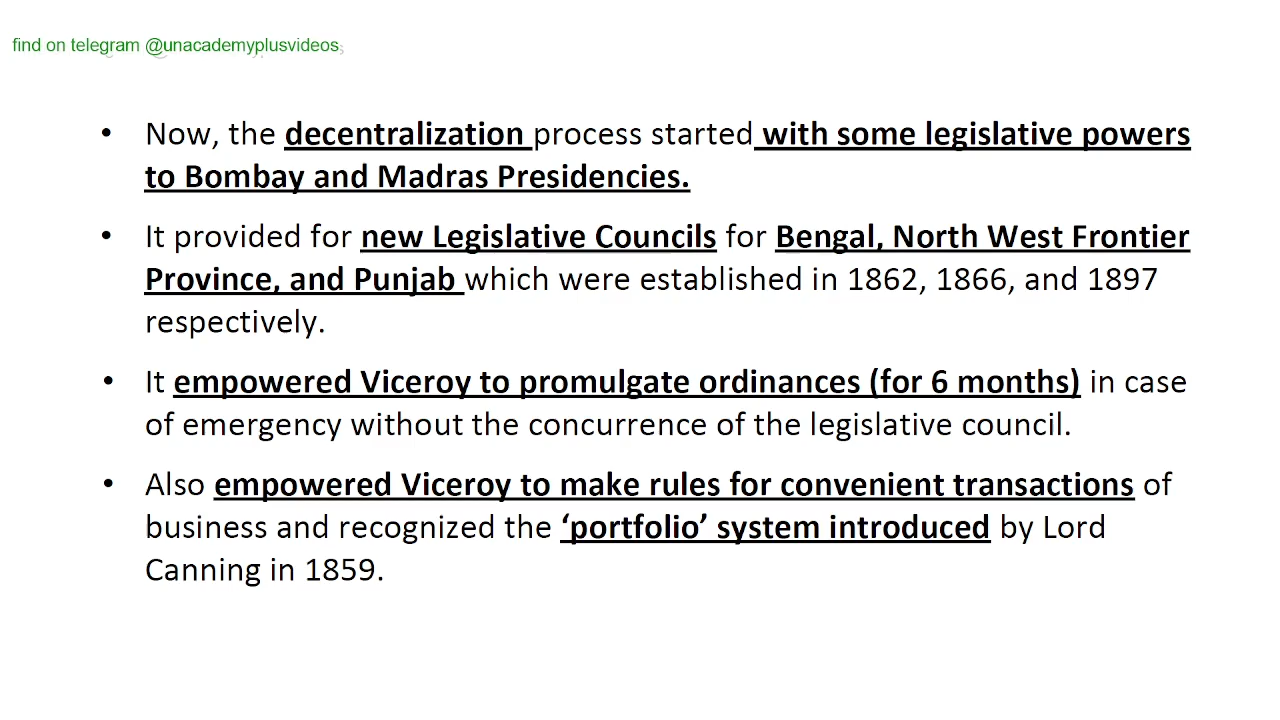 find on telegram @unacademyplusvideos
• Now, the decentralization process started with some legislative powers
to Bombay and Madras Presidencies.
• It provided for new Legislative Councils for Bengal, North West Frontier
Province, and Punjab which were established in 1862, 1866, and 1897
respectively.
• It empowered Viceroy to promulgate ordinances (for 6 months) in case
of emergency without the concurrence of the legislative council.
• Also empowered Viceroy to make rules for convenient transactions of
business and recognized the ‘portfolio’ system introduced by Lord
Canning in 1859.